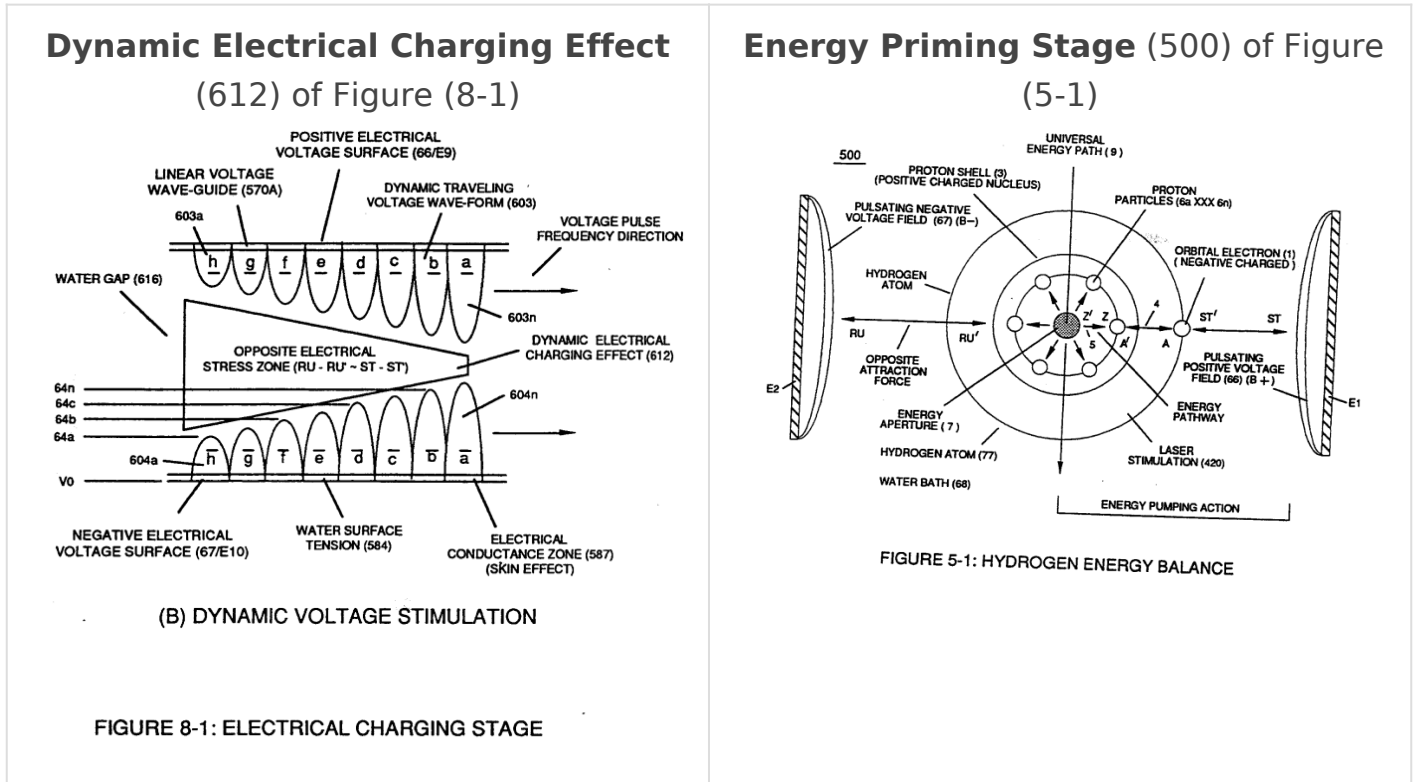 Dynamic Electrical Charging Effect
(612) of Figure (8-1)
POSITIVE ELECTRICAL
VOLTAGE SURFACE (66/E9)
LINEAR VOLTAGE
WAVE-GUIDE (570A)
DYNAMIC TRAVELING
VOLTAGE WAVE-FORM (603)
603a
VOLTAGE PULSE
FREQUENCY DIRECTION
h g f e d c b a
WATER GAP (616)
603n
DYNAMIC ELECTRICAL
CHARGING EFFECT (612)
OPPOSITE ELECTRICAL
STRESS ZONE (RU - RU' ~ ST - ST')
64n
64c
64b
64a
604n
604a
h g f e d c b a
V0
NEGATIVE ELECTRICAL
VOLTAGE SURFACE (67/E10)
WATER SURFACE
TENSION (584)
ELECTRICAL
CONDUCTANCE ZONE (587)
(SKIN EFFECT)
(B) DYNAMIC VOLTAGE STIMULATION
FIGURE 8-1: ELECTRICAL CHARGING STAGE
Energy Priming Stage (500) of Figure
(5-1)
UNIVERSAL
ENERGY PATH ( 9 )
500
PROTON SHELL (3)
(POSITIVE CHARGED NUCLEUS)
PROTON
PARTICLES (6a XXX 6n)
PULSATING NEGATIVE
VOLTAGE FIELD (67) (B-)
ORBITAL ELECTRON (1)
( NEGATIVE CHARGED )
HYDROGEN
ATOM
4
ST'
ST
Z'
Z
RU
RU'
5
A'
A
OPPOSITE
ATTRACTION
FORCE
PULSATING
POSITIVE VOLTAGE
FIELD (66) (B +)
E2
E1
ENERGY
APERTURE ( 7 )
ENERGY
PATHWAY
HYDROGEN ATOM (77)
LASER
STIMULATION (420)
WATER BATH (68)
ENERGY PUMPING ACTION
FIGURE 5-1: HYDROGEN ENERGY BALANCE